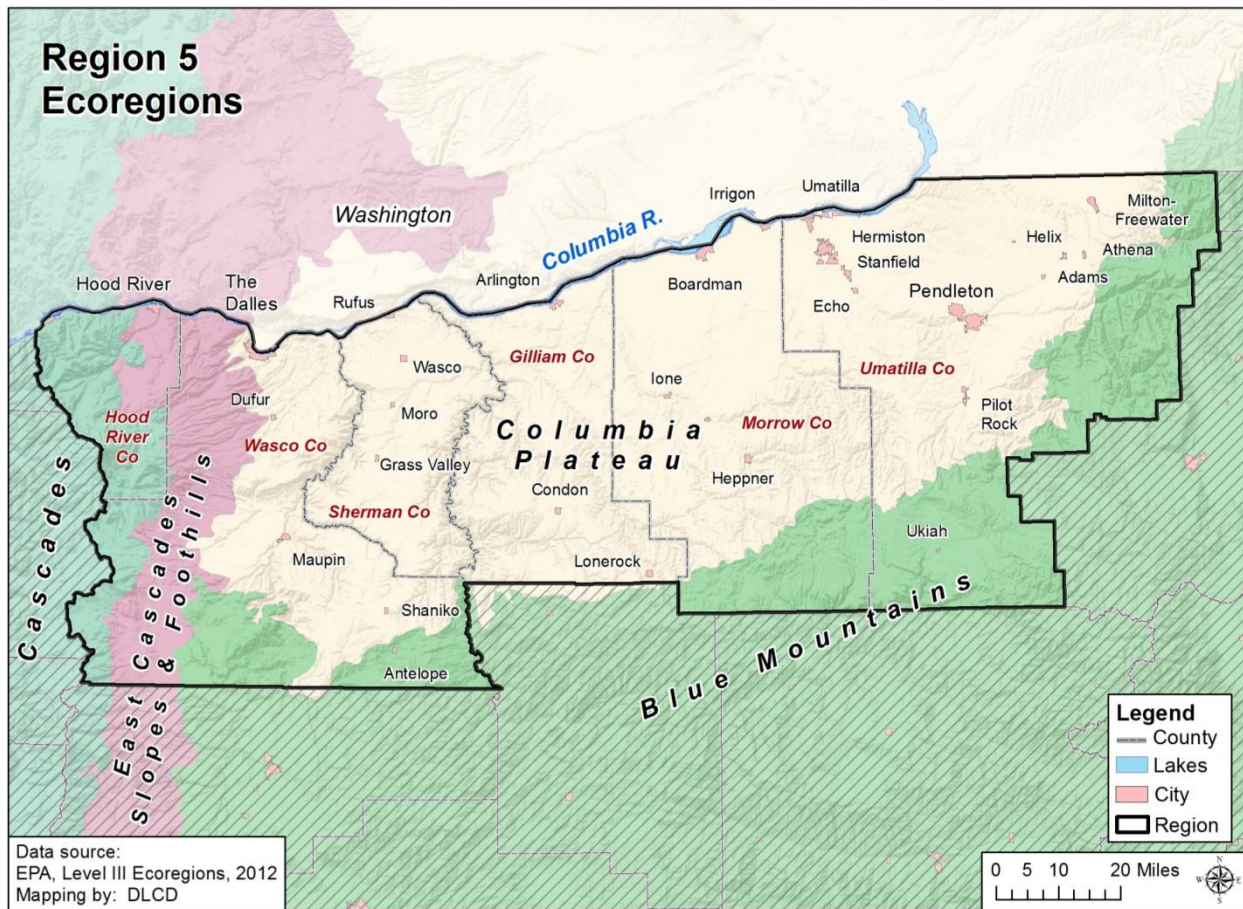 Region 5
Ecoregions
Washington
Columbia R.
Irrigon
Umatilla
Milton-
Freewater
Hermiston
Stanfield
Helix
Athena
Adams
Hood River
The
Dalles
Rufus
Arlington
Boardman
Echo
Pendleton
Wasco
Gilliam Co
Umatilla Co
Ione
Dufur
Moro
Hood
River
Co
Wasco Co
Columbia
Plateau
Morrow Co
Pilot
Rock
Grass Valley
Heppner
Condon
Sherman Co
Ukiah
Maupin
Lonerock
Shaniko
Antelope
Cascades
East Cascades
Slopes & Foothills
Blue Mountains
Legend
County
Lakes
City
Region
Data source:
EPA, Level III Ecoregions, 2012
Mapping by: DLCD
0 5 10 20 Miles
N
W E
S